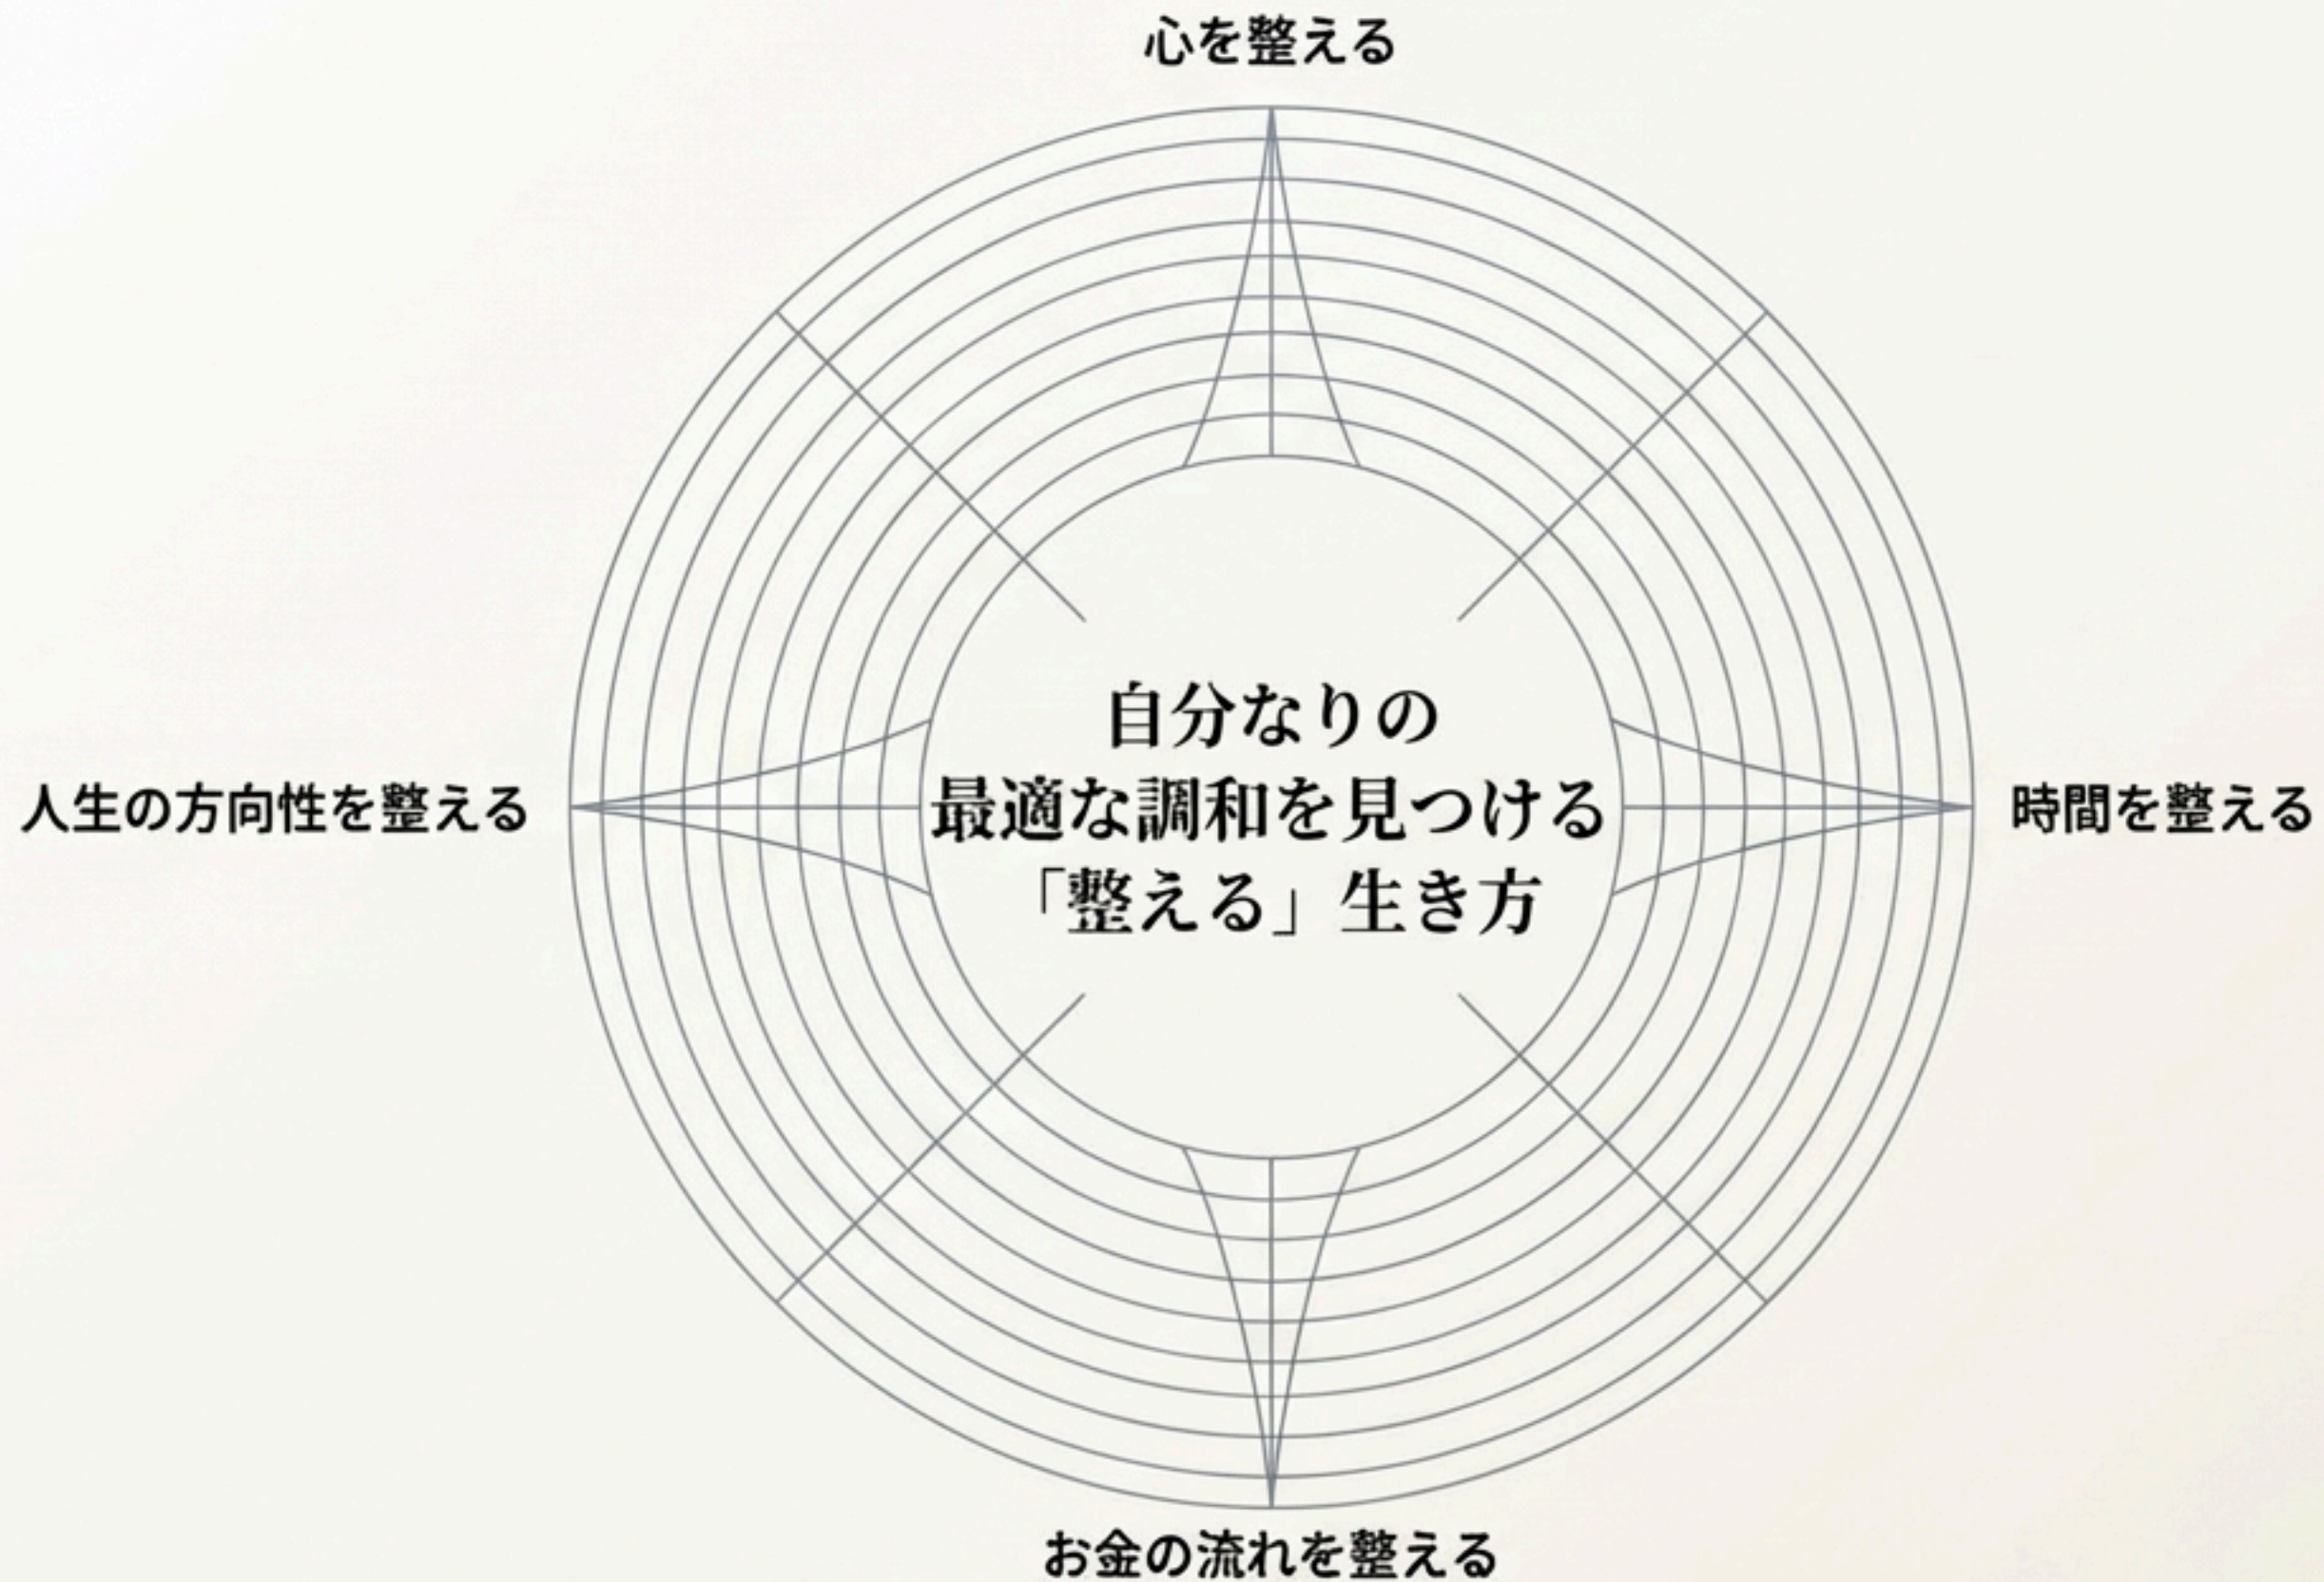 心を整える
人生の方向性を整える
自分なりの
最適な調和を見つける
「整える」生き方
時間を整える
お金の流れを整える